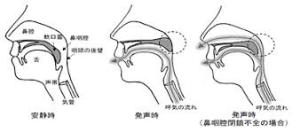 鼻腔
軟口蓋
鼻咽腔
咽頭の後壁
舌
声帯
気管
安静時
呼気の流れ
発声時
呼気の流れ
発声時
(鼻咽腔閉鎖不全の場合)